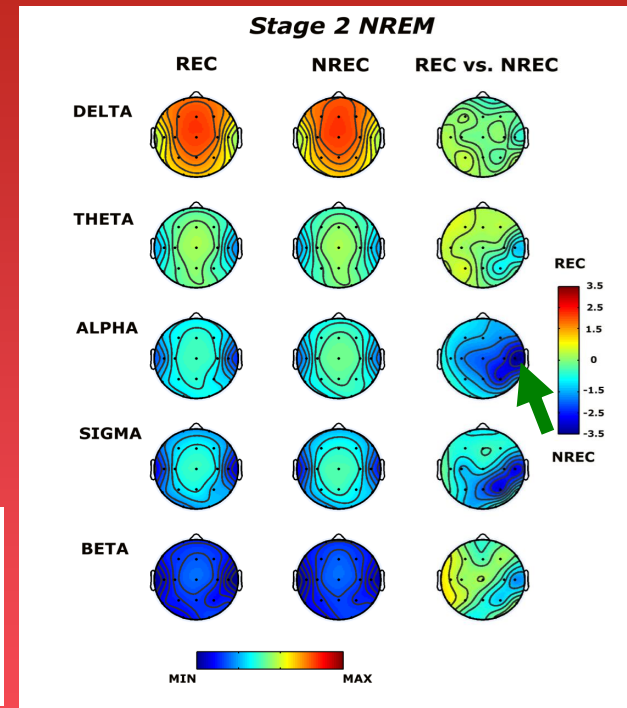 Stage 2 NREM
REC NREC REC vs. NREC
DELTA
THETA
REC
3.5
2.5
1.5
0
-1.5
-2.5
-3.5
NREC
ALPHA
SIGMA
BETA
MIN MAX